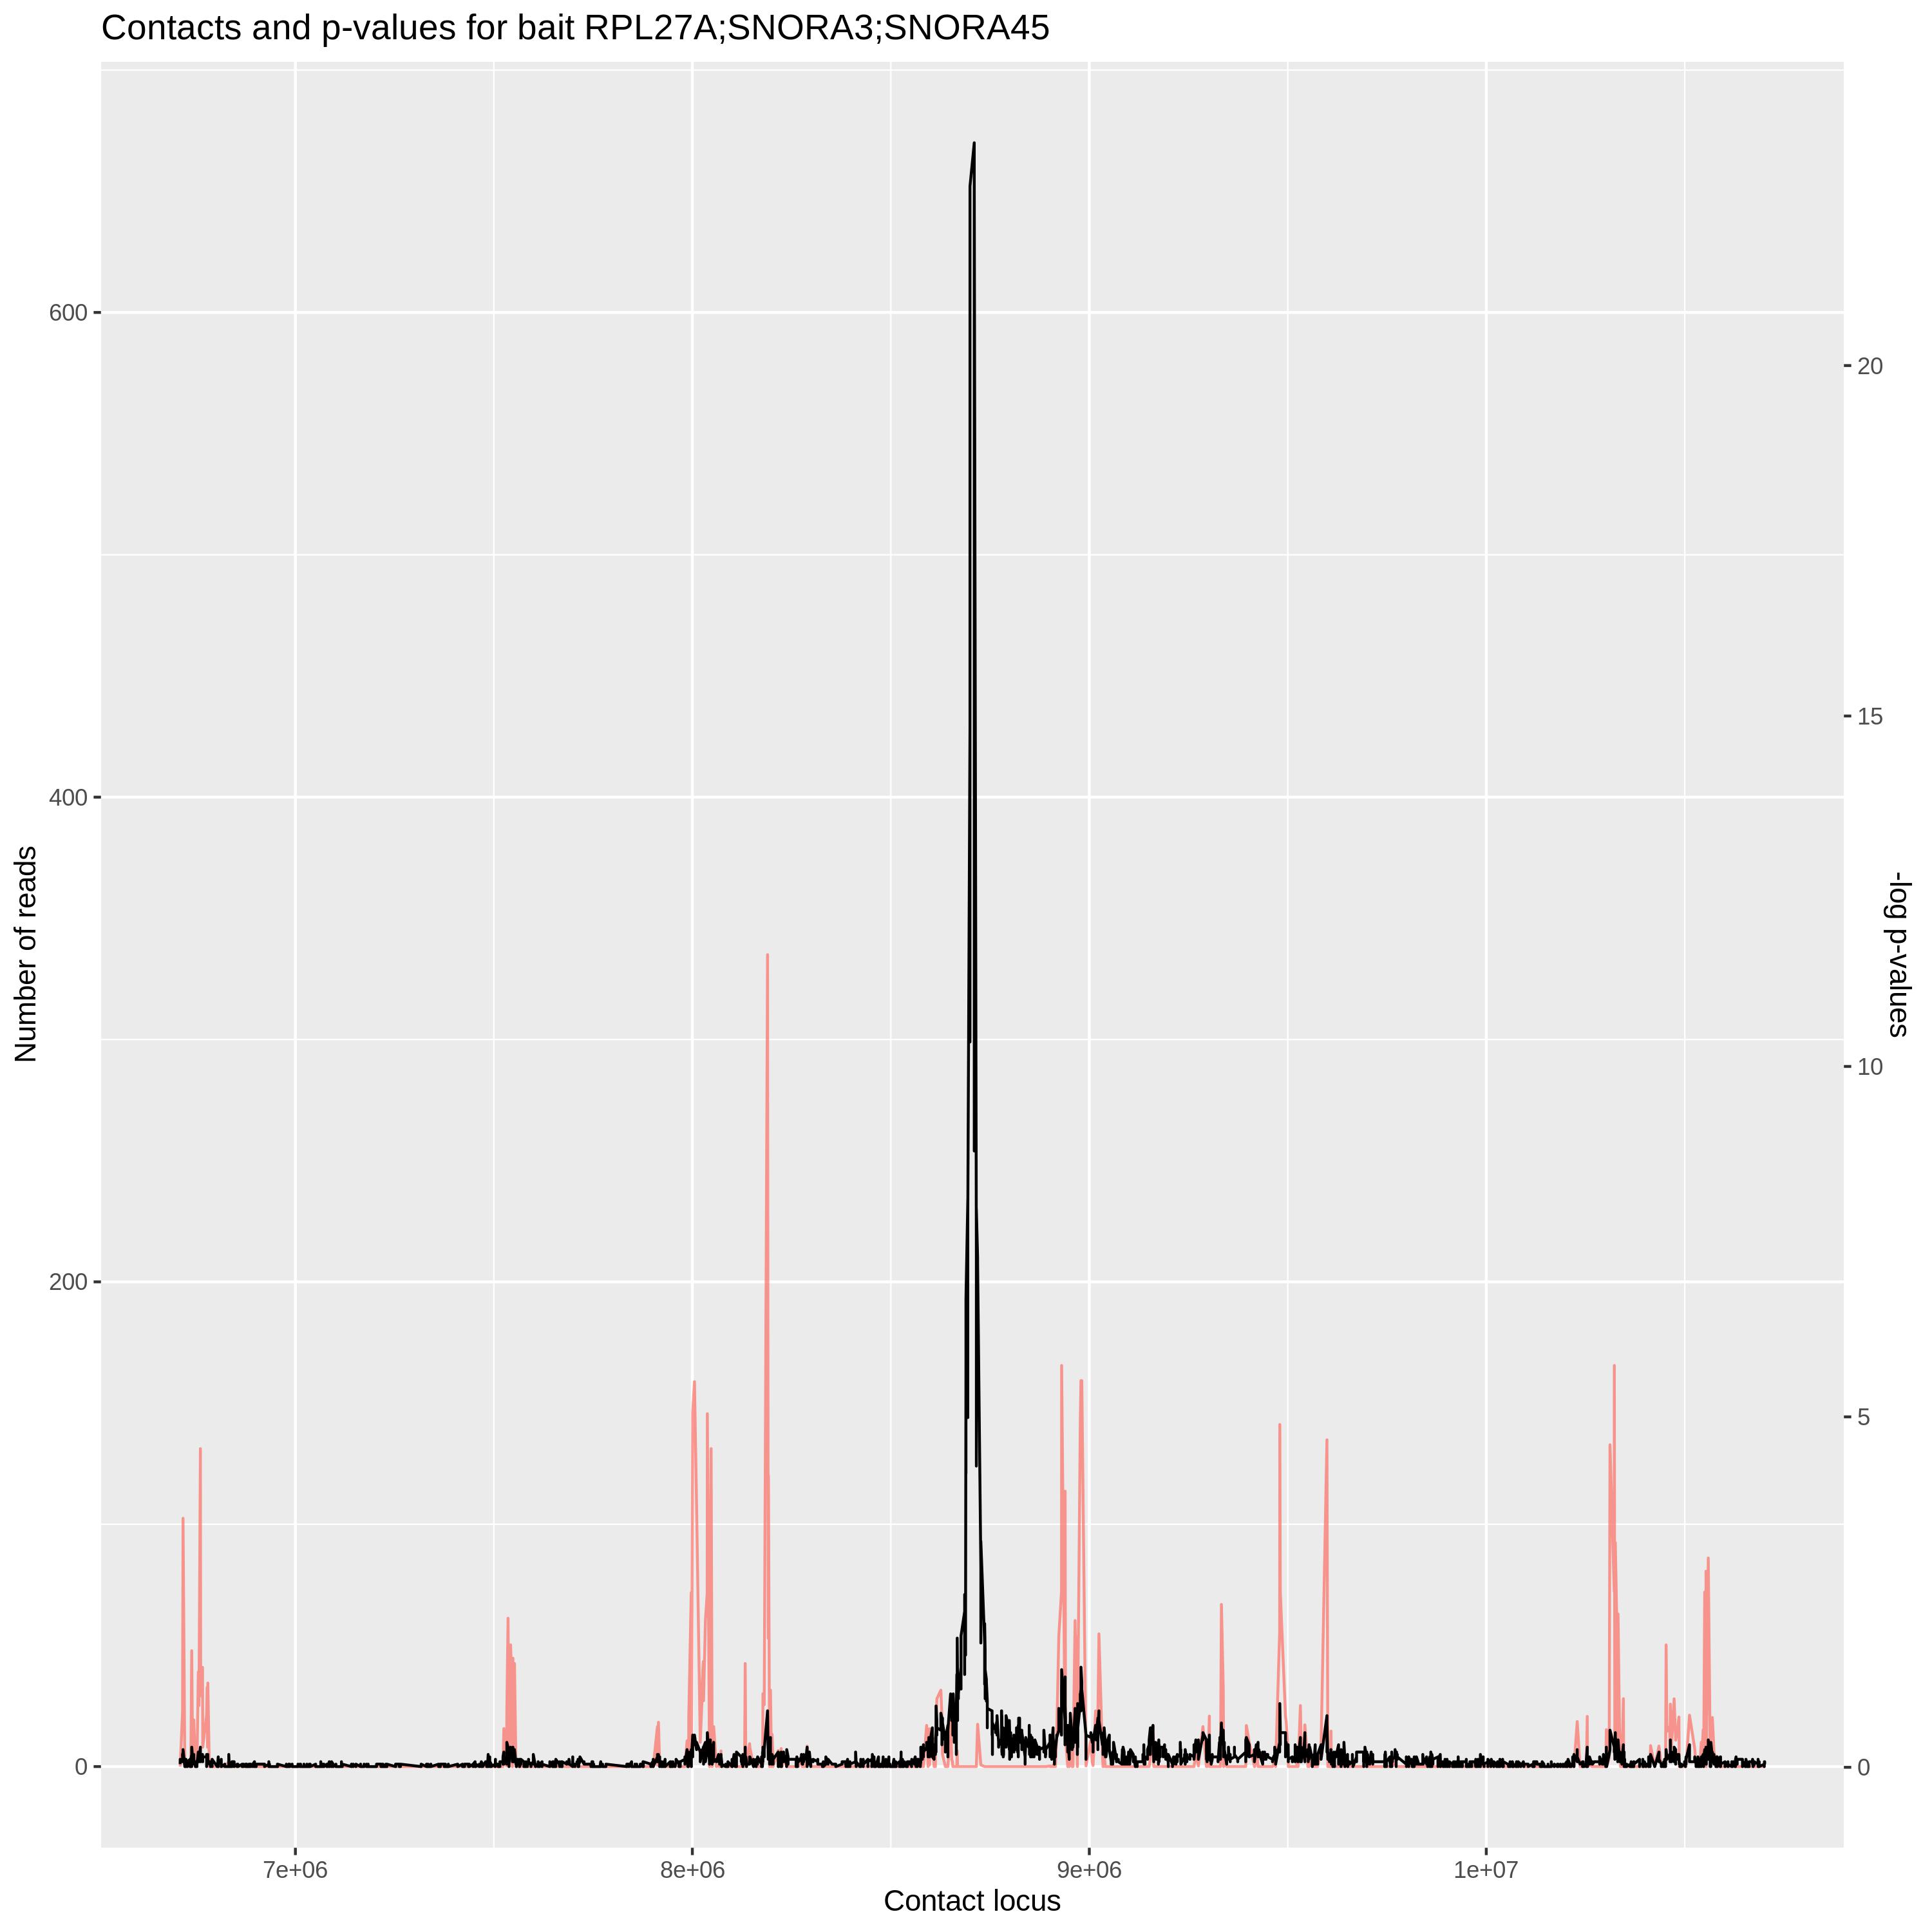 Contacts and p-values for bait RPL27A;SNORA3;SNORA45
Number of reads
600
400
200
0
20
15
10
5
0
-log p-values
7e+06
8e+06
9e+06
1e+07
Contact locus